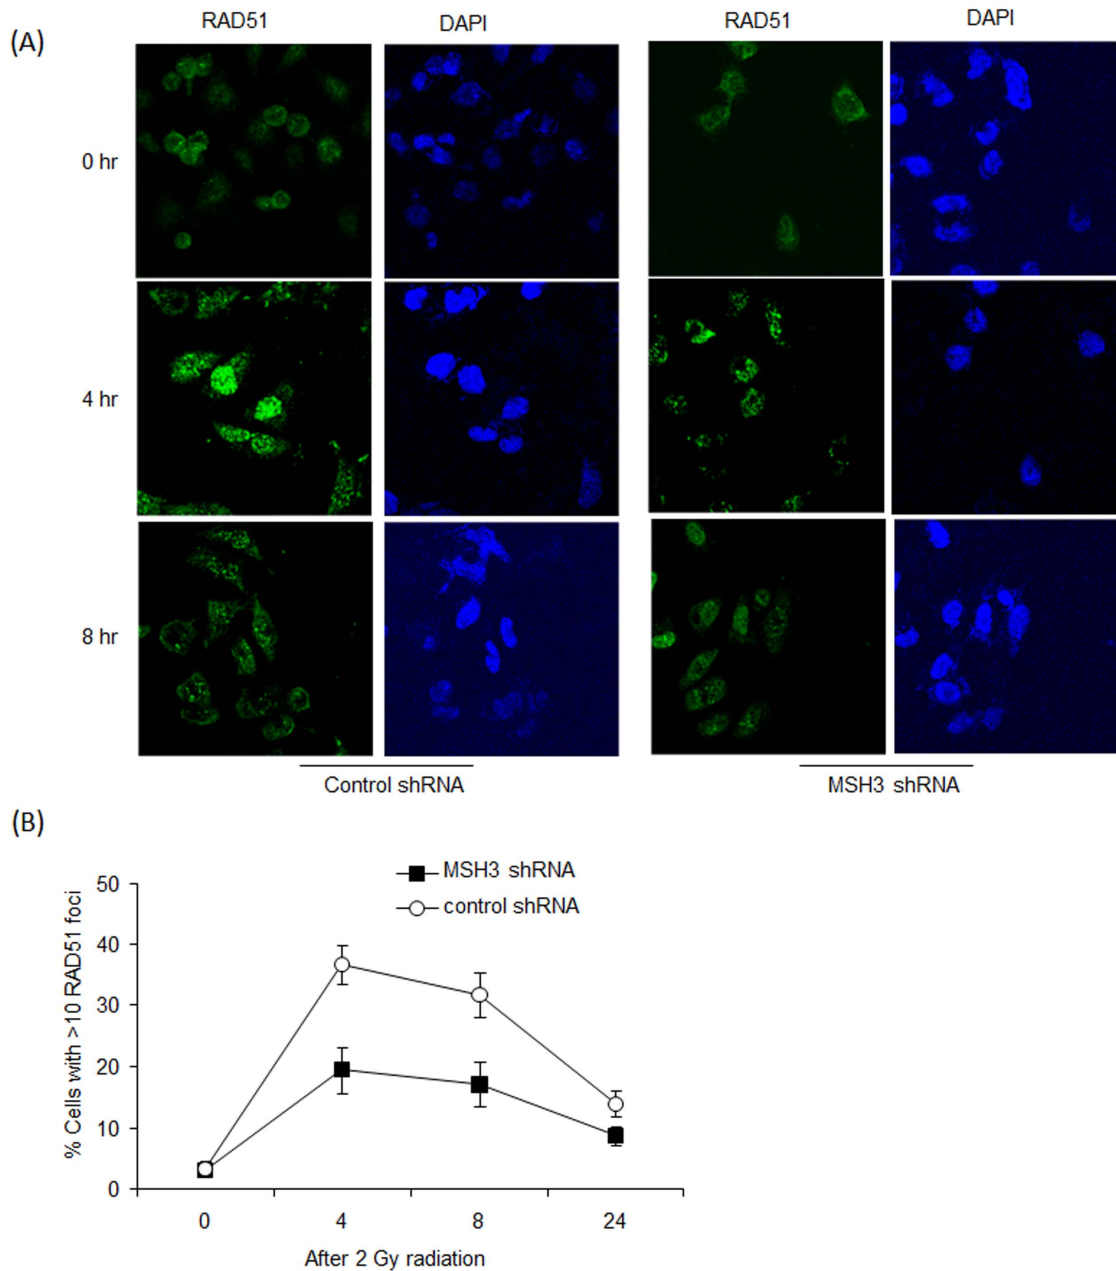 (A)
RAD51 DAPI RAD51 DAPI
0 hr
4 hr
8 hr
Control shRNA MSH3 shRNA
(B)
MSH3 shRNA
control shRNA
% Cells with >10 RAD51 foci
50
40
30
20
10
0
0 4 8 24
After 2 Gy radiation